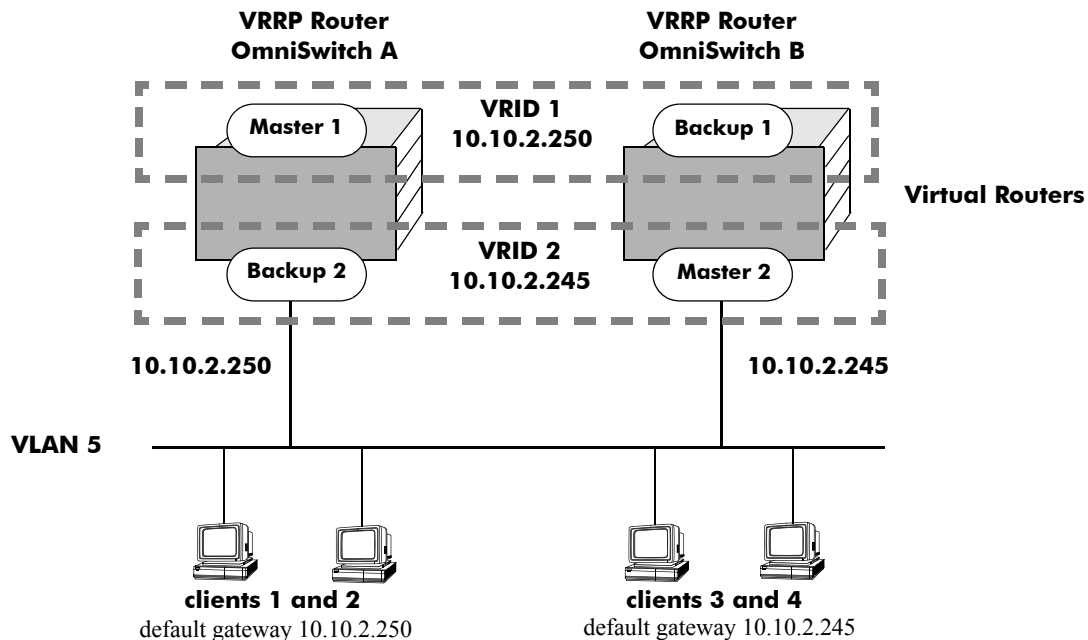 VRRP Router
OmniSwitch A
VRRP Router
OmniSwitch B
Master 1
VRID 1
10.10.2.250
Backup 1
Virtual Routers
Backup 2
VRID 2
10.10.2.245
Master 2
10.10.2.250
10.10.2.245
VLAN 5
clients 1 and 2
default gateway 10.10.2.250
clients 3 and 4
default gateway 10.10.2.245